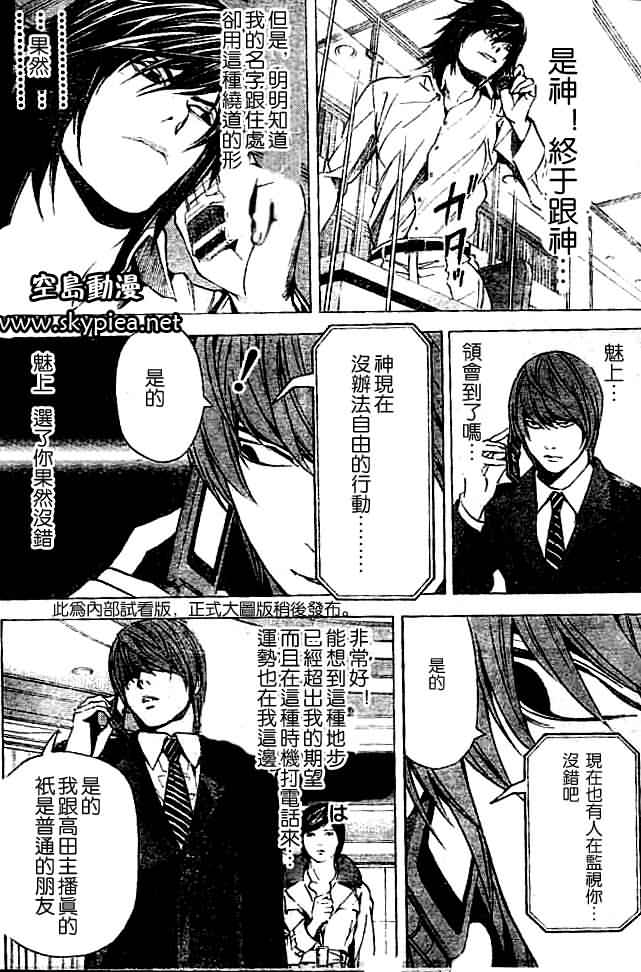 是神！終于跟神…
ガタッ
但是，明明知道
我的名字跟住處
卻用這種繞道的形
…果然…
空島動漫
www.skypiea.net
魅上…
領會到了嗎…
神現在
沒辦法自由的行動……
！
是的
魅上 選了你果然沒錯
此為內部試看版，正式大圖版稍後發布。
現在也有人在監視你…
沒錯吧
是的
非常好！
能想到這種地步
已經超出我的期望
而且在這種時機打電話來…
運勢也在我這邊
は
是的
我跟高田主播真的
衹是普通的朋友